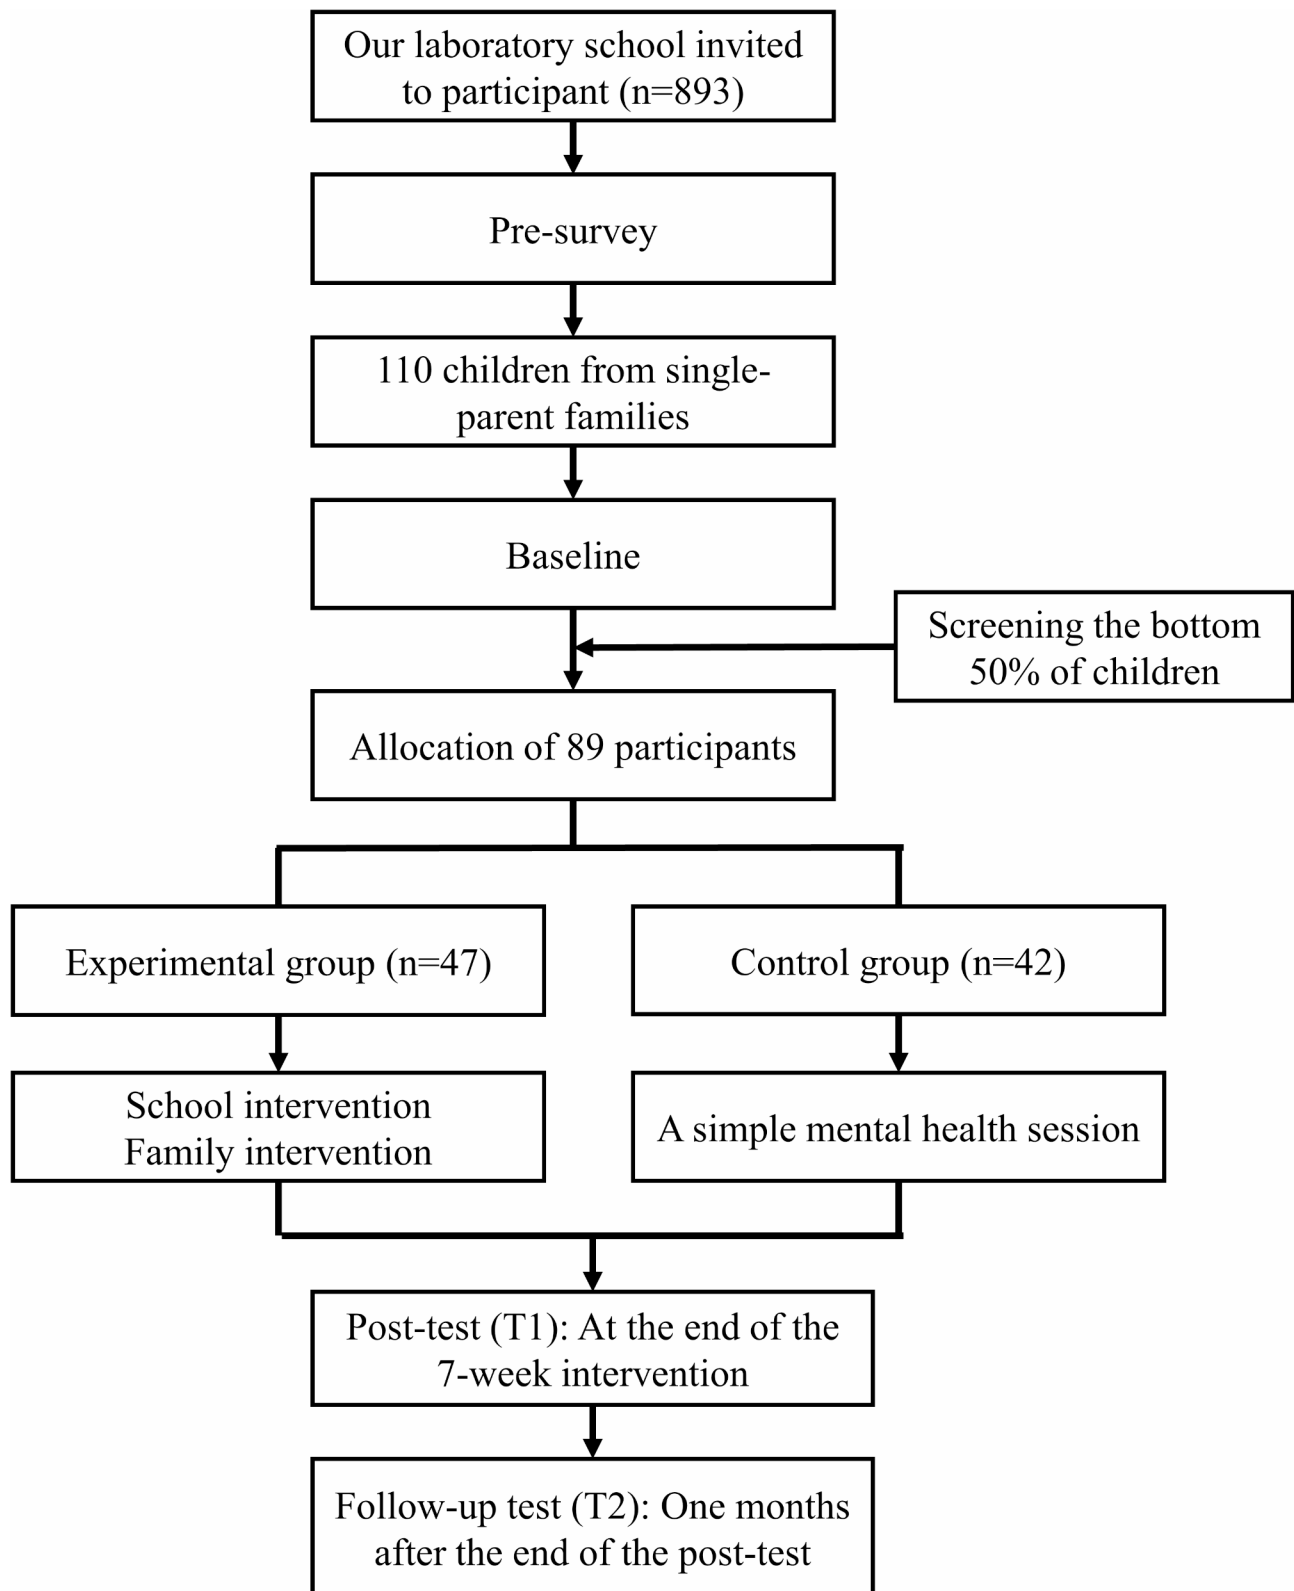 Our laboratory school invited
to participant (n=893)
Pre-survey
110 children from single-
parent families
Baseline
Screening the bottom
50% of children
Allocation of 89 participants
Experimental group (n=47)
Control group (n=42)
School intervention
Family intervention
A simple mental health session
Post-test (T1): At the end of the
7-week intervention
Follow-up test (T2): One months
after the end of the post-test